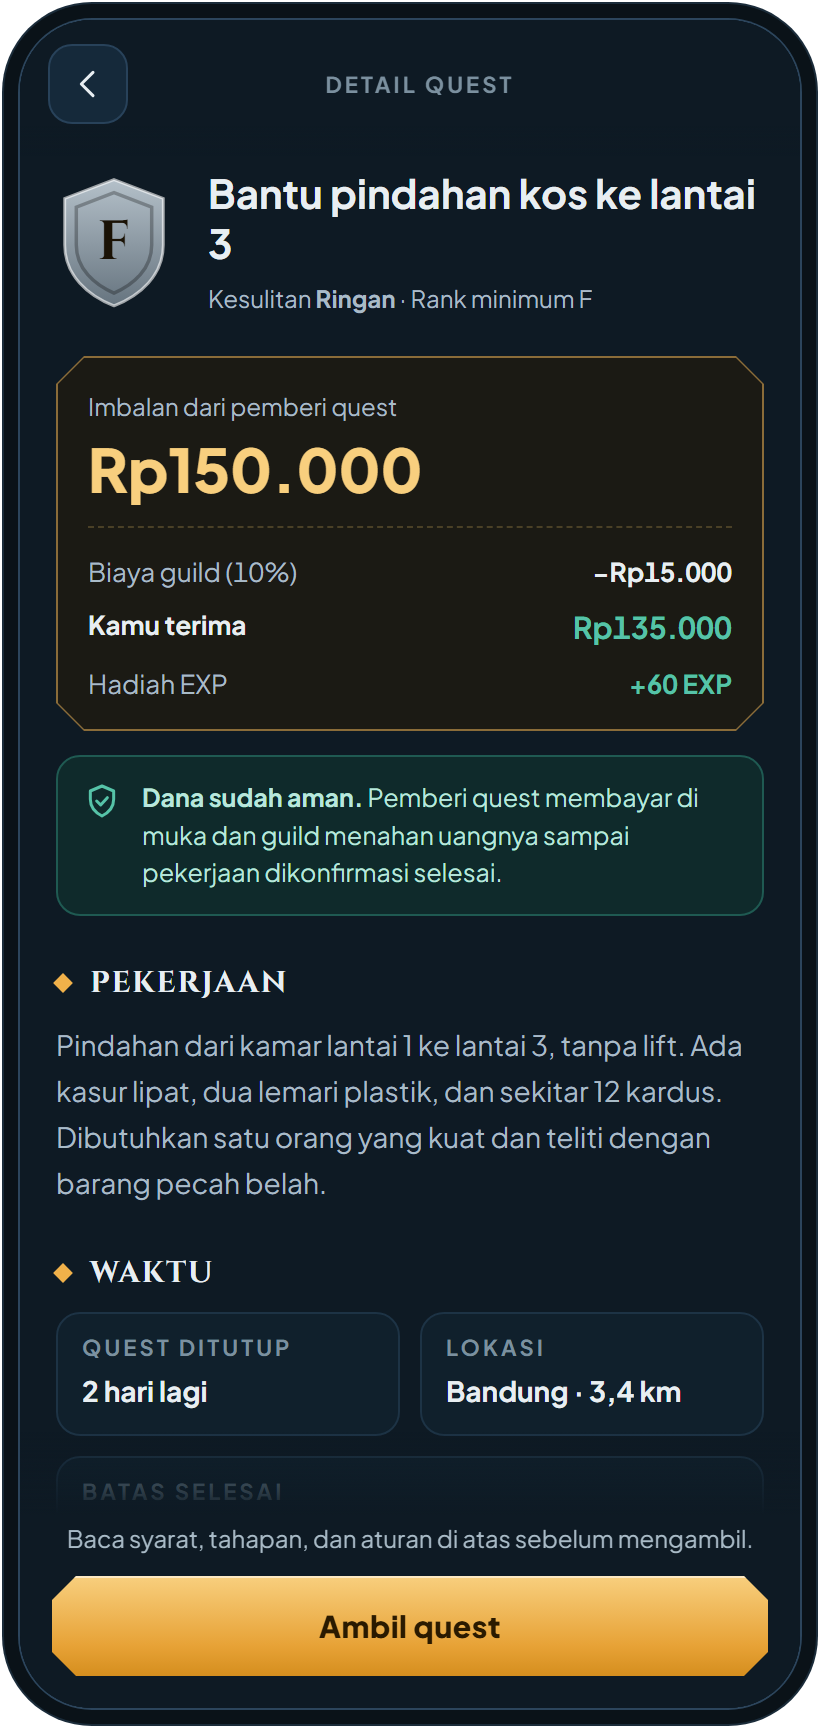 DETAIL QUEST
F
Bantu pindahan kos ke lantai
3
Kesulitan Ringan · Rank minimum F
Imbalan dari pemberi quest
Rp150.000
Biaya guild (10%) −Rp15.000
Kamu terima Rp135.000
Hadiah EXP +60 EXP
Dana sudah aman. Pemberi quest membayar di
muka dan guild menahan uangnya sampai
pekerjaan dikonfirmasi selesai.
PEKERJAAN
Pindahan dari kamar lantai 1 ke lantai 3, tanpa lift. Ada
kasur lipat, dua lemari plastik, dan sekitar 12 kardus.
Dibutuhkan satu orang yang kuat dan teliti dengan
barang pecah belah.
WAKTU
QUEST DITUTUP
2 hari lagi
LOKASI
Bandung · 3,4 km
BATAS SELESAI
Baca syarat, tahapan, dan aturan di atas sebelum mengambil.
Ambil quest